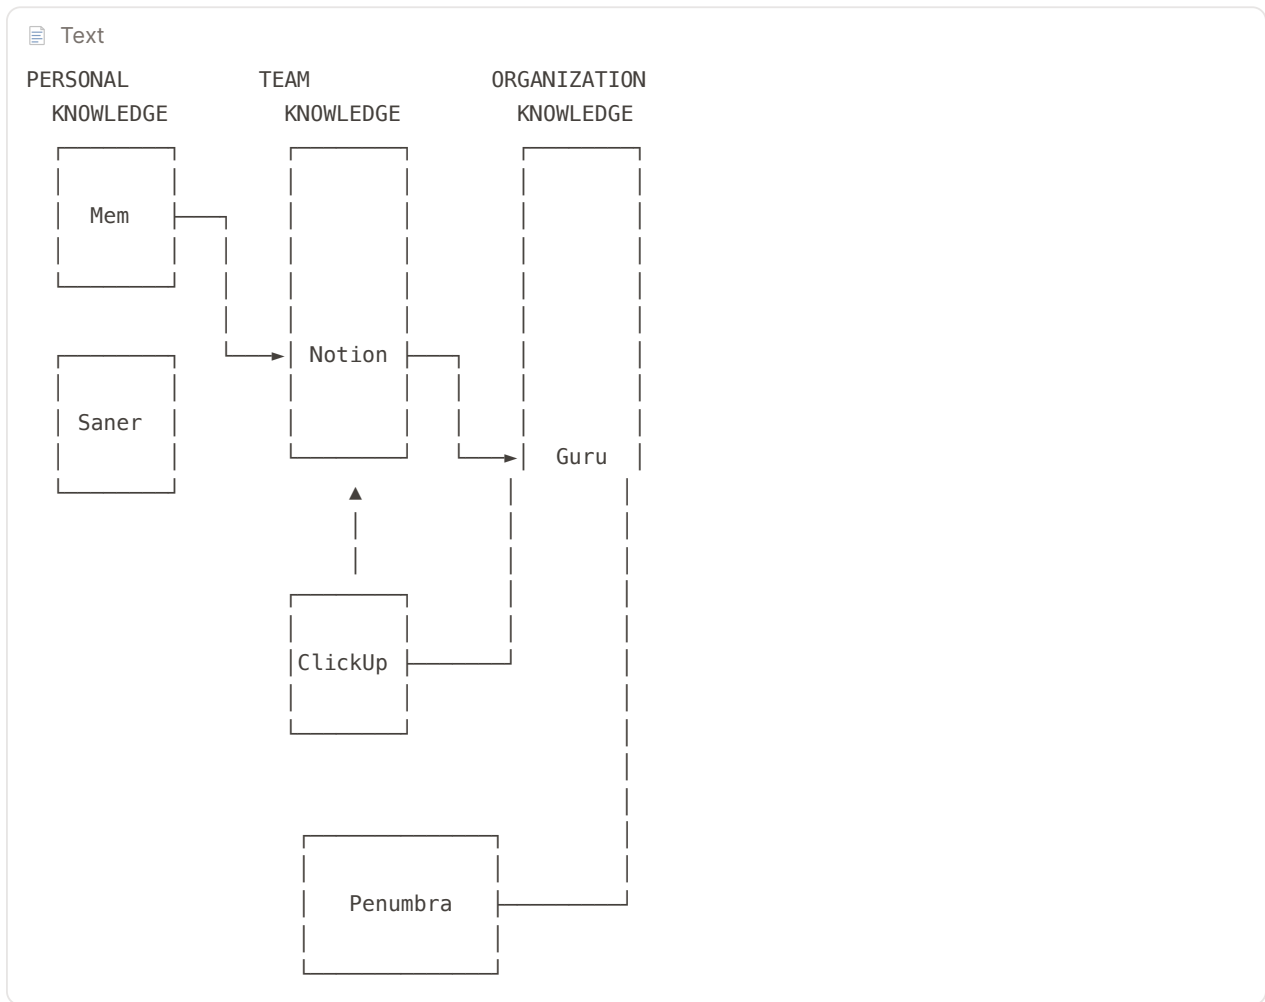 Text
PERSONAL TEAM ORGANIZATION
KNOWLEDGE KNOWLEDGE KNOWLEDGE
Mem
Notion
Saner
Guru
ClickUp
Penumbra